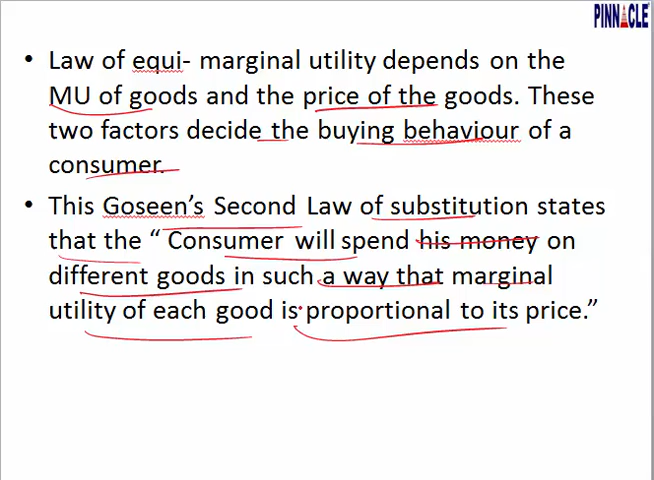 PINNACLE
• Law of equi- marginal utility depends on the
MU of goods and the price of the goods. These
two factors decide the buying behaviour of a
consumer.
• This Goseen's Second Law of substitution states
that the " Consumer will spend his money on
different goods in such a way that marginal
utility of each good is proportional to its price."